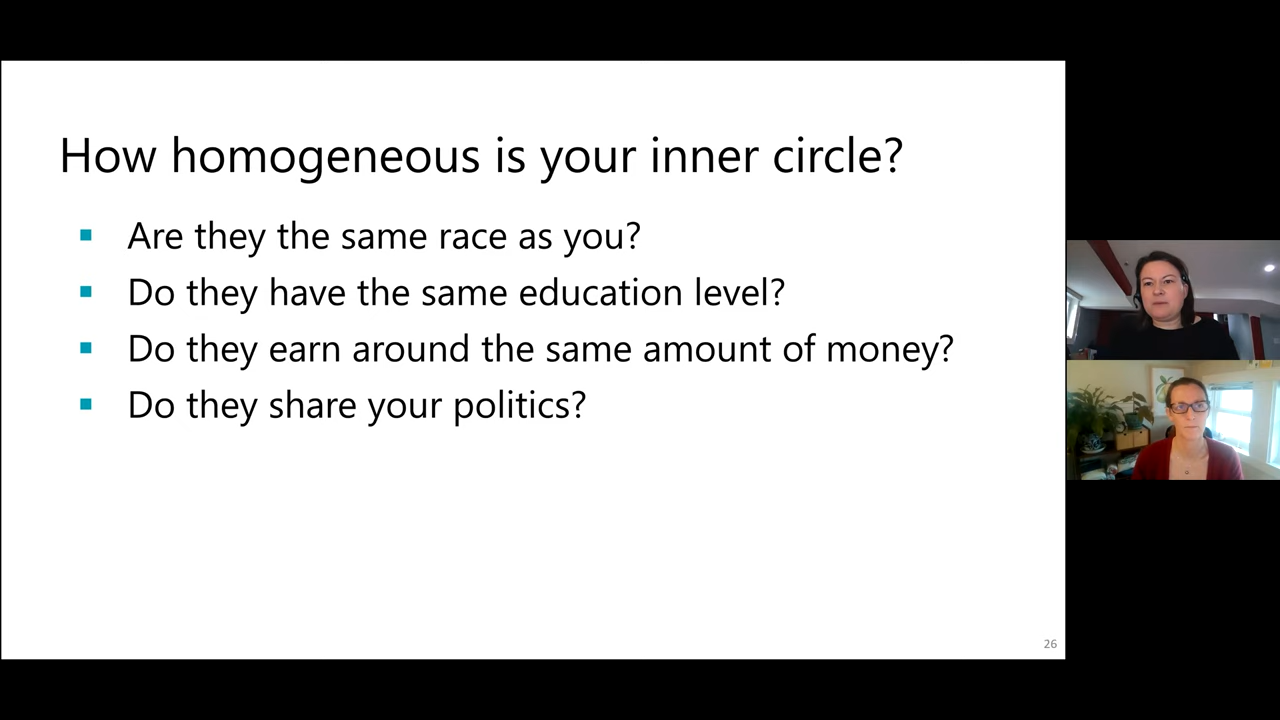 How homogeneous is your inner circle?
▪ Are they the same race as you?
▪ Do they have the same education level?
▪ Do they earn around the same amount of money?
▪ Do they share your politics?
26